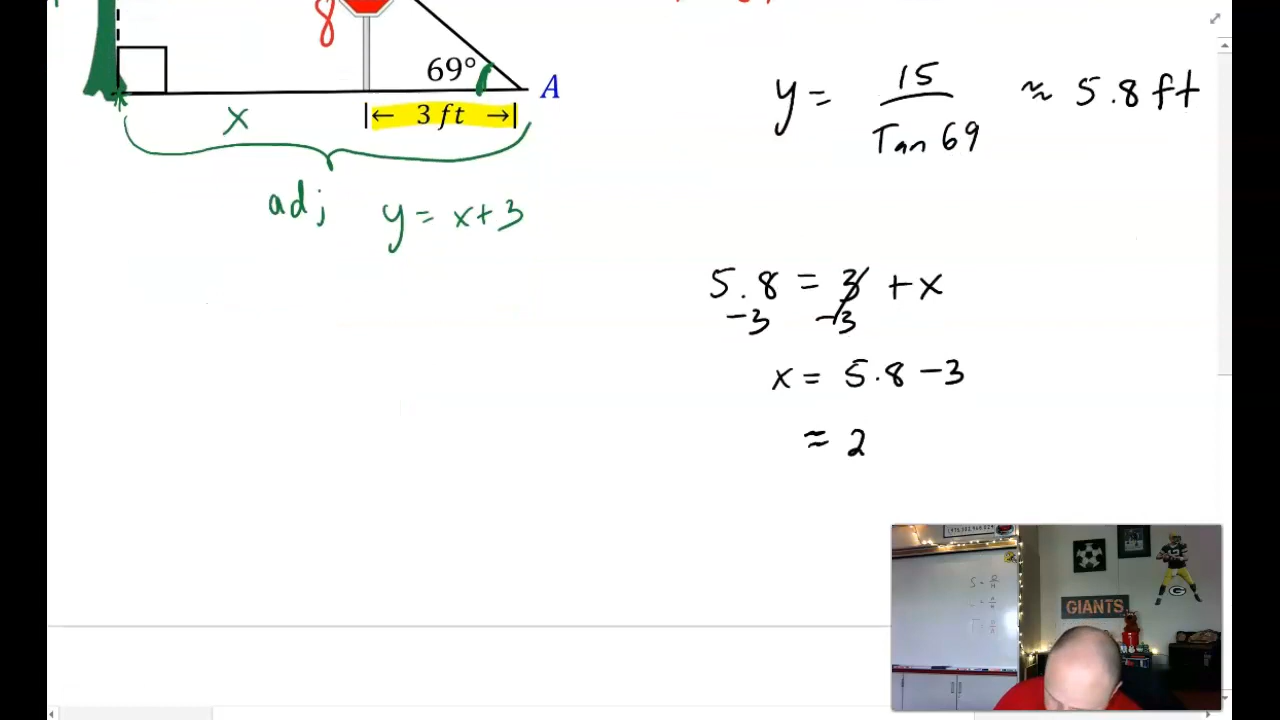 8
69°
A
x
← 3 ft →
adj y = x + 3
y = 15 / Tan 69 ≈ 5.8 ft
5.8 = 3 + x
-3 -3
x = 5.8 - 3
≈ 2
GIANTS
G